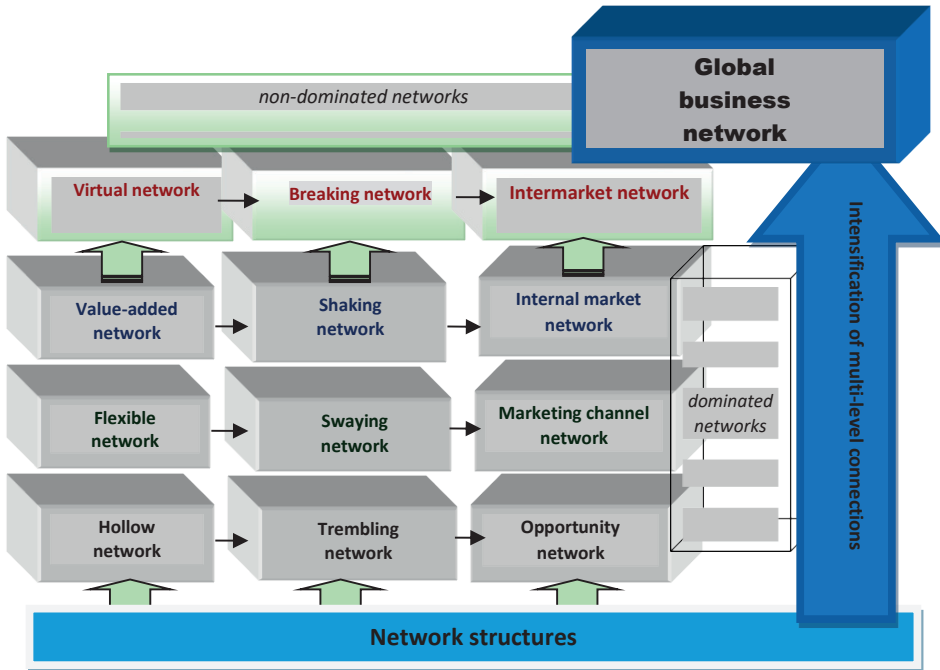 Global
business
network
non-dominated networks
Virtual network
Breaking network
Intermarket network
Value-added
network
Shaking
network
Internal market
network
Flexible
network
Swaying
network
Marketing channel
network
dominated
networks
Hollow
network
Trembling
network
Opportunity
network
Intensification of multi-level connections
Network structures